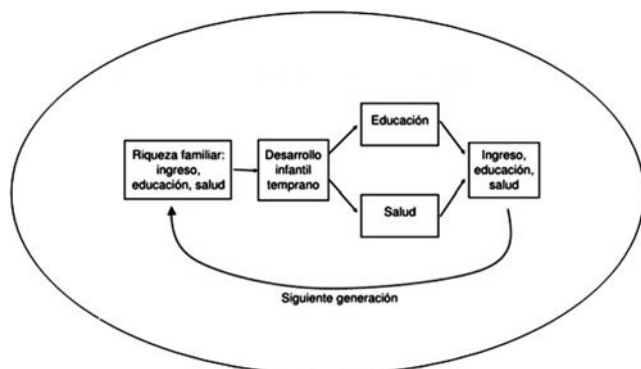 Riqueza familiar:
ingreso,
educación, salud
Desarrollo
infantil
temprano
Educación
Salud
Ingreso,
educación,
salud
Siguiente generación